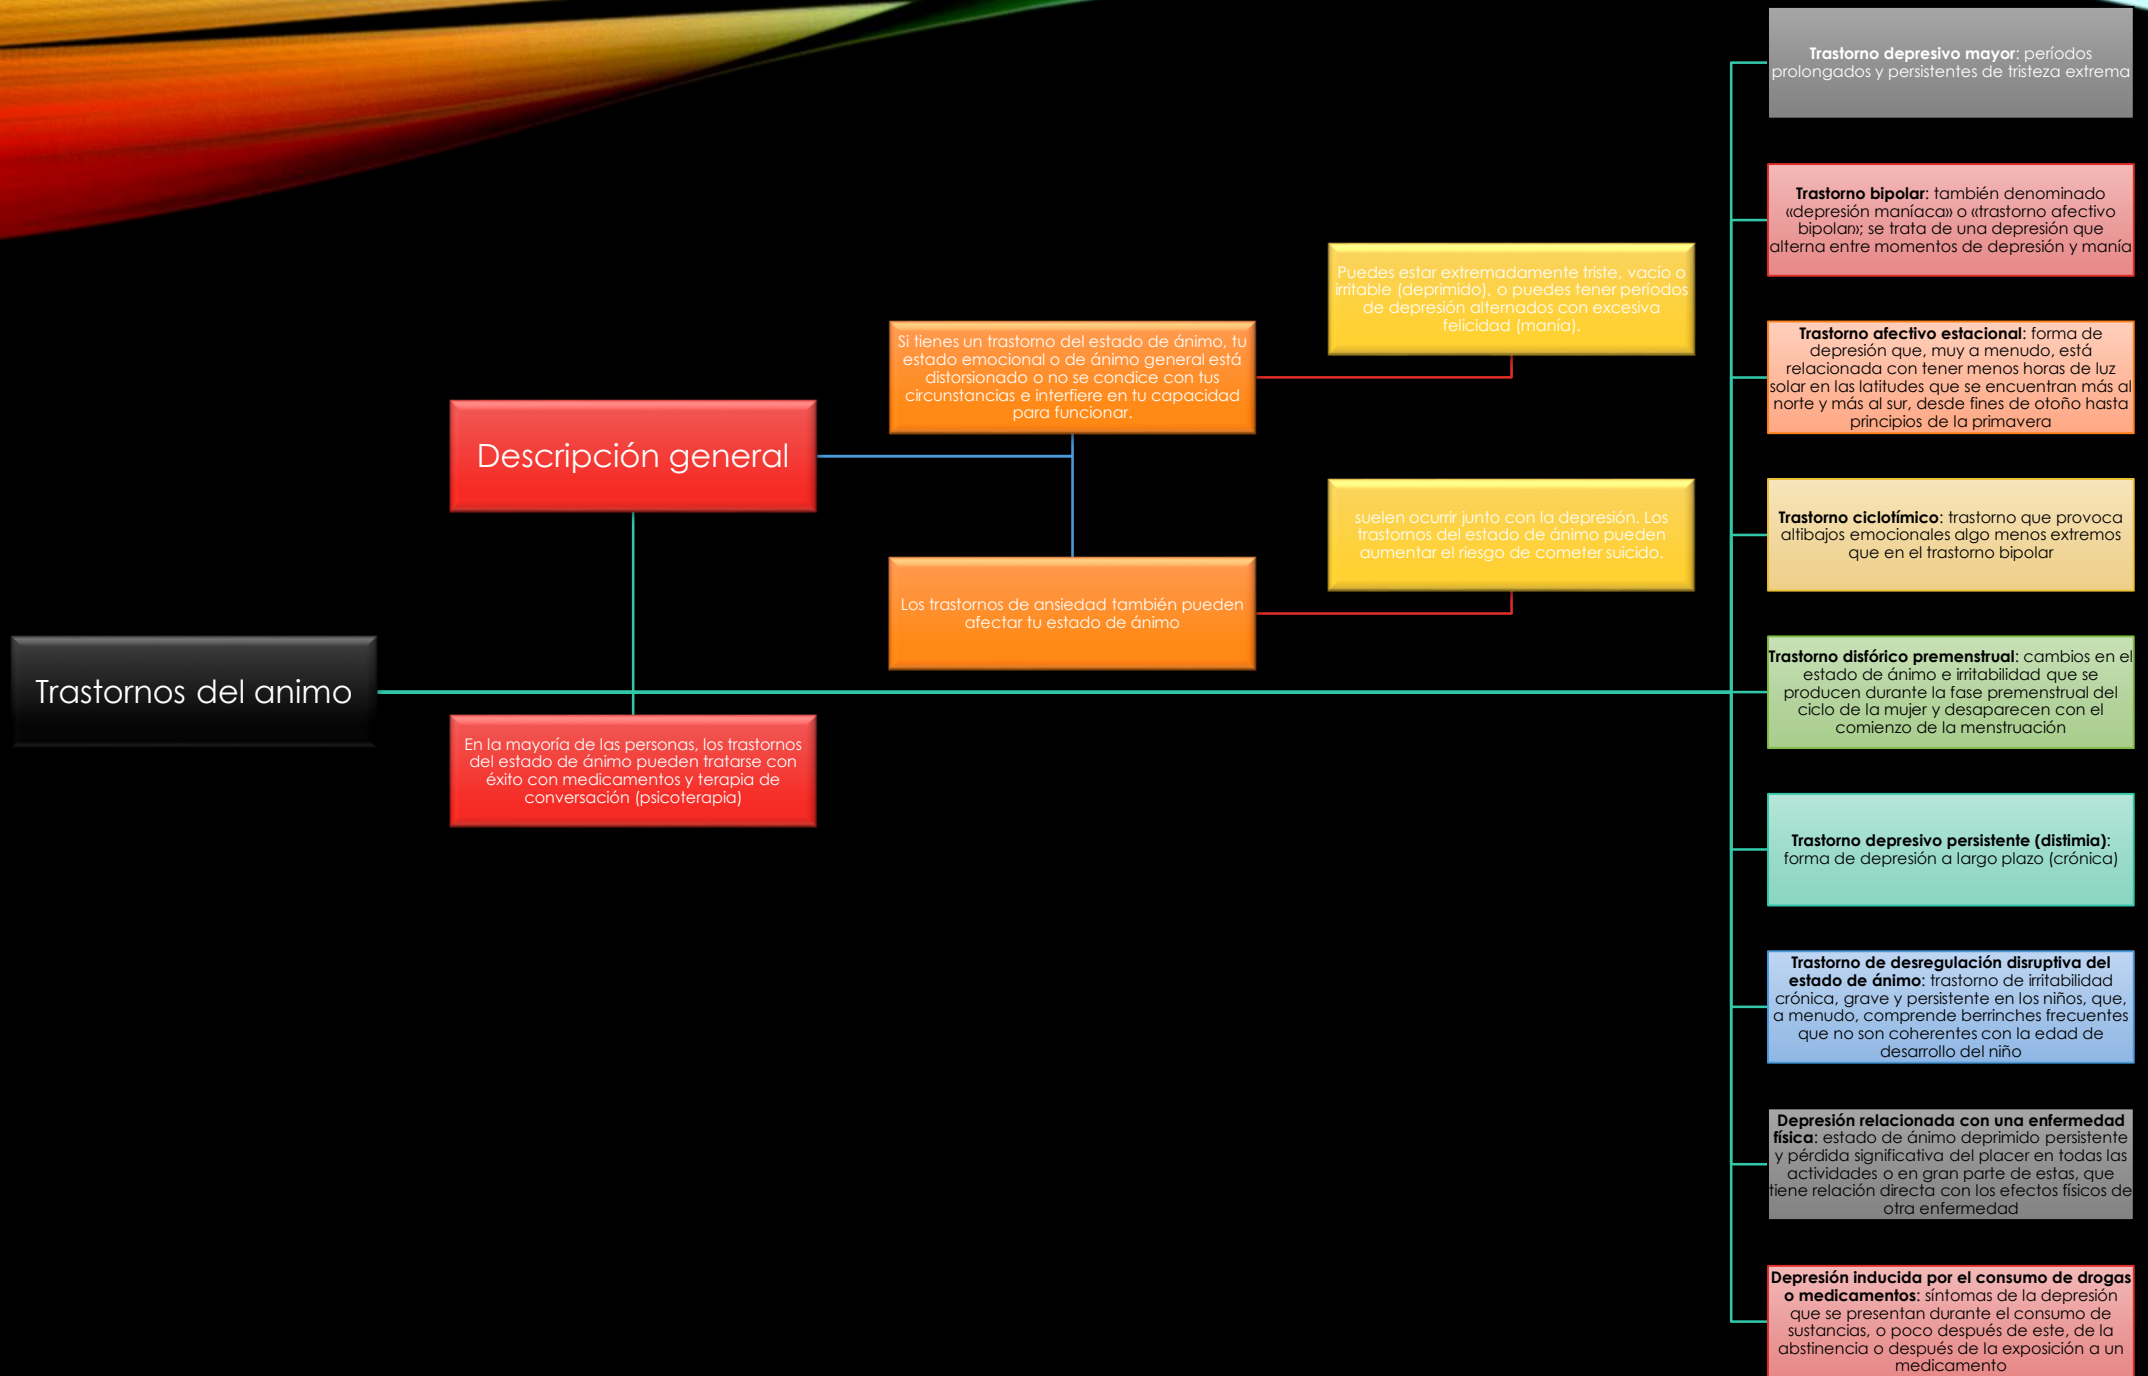 Trastornos del animo
Descripción general
En la mayoría de las personas, los trastornos
del estado de ánimo pueden tratarse con
éxito con medicamentos y terapia de
conversación (psicoterapia)
Si tienes un trastorno del estado de ánimo, tu
estado emocional o de ánimo general está
distorsionado o no se condice con tus
circunstancias e interfiere en tu capacidad
para funcionar.
Los trastornos de ansiedad también pueden
afectar tu estado de ánimo
Puedes estar extremadamente triste, vacío o
irritable (deprimido), o puedes tener períodos
de depresión alternados con excesiva
felicidad (manía).
suelen ocurrir junto con la depresión. Los
trastornos del estado de ánimo pueden
aumentar el riesgo de cometer suicido.
Trastorno depresivo mayor: períodos
prolongados y persistentes de tristeza extrema
Trastorno bipolar: también denominado
«depresión maníaca» o «trastorno afectivo
bipolar»; se trata de una depresión que
alterna entre momentos de depresión y manía
Trastorno afectivo estacional: forma de
depresión que, muy a menudo, está
relacionada con tener menos horas de luz
solar en las latitudes que se encuentran más al
norte y más al sur, desde fines de otoño hasta
principios de la primavera
Trastorno ciclotímico: trastorno que provoca
altibajos emocionales algo menos extremos
que en el trastorno bipolar
Trastorno disfórico premenstrual: cambios en el
estado de ánimo e irritabilidad que se
producen durante la fase premenstrual del
ciclo de la mujer y desaparecen con el
comienzo de la menstruación
Trastorno depresivo persistente (distimia):
forma de depresión a largo plazo (crónica)
Trastorno de desregulación disruptiva del
estado de ánimo: trastorno de irritabilidad
crónica, grave y persistente en los niños, que,
a menudo, comprende berrinches frecuentes
que no son coherentes con la edad de
desarrollo del niño
Depresión relacionada con una enfermedad
física: estado de ánimo deprimido persistente
y pérdida significativa del placer en todas las
actividades o en gran parte de estas, que
tiene relación directa con los efectos físicos de
otra enfermedad
Depresión inducida por el consumo de drogas
o medicamentos: síntomas de la depresión
que se presentan durante el consumo de
sustancias, o poco después de este, de la
abstinencia o después de la exposición a un
medicamento